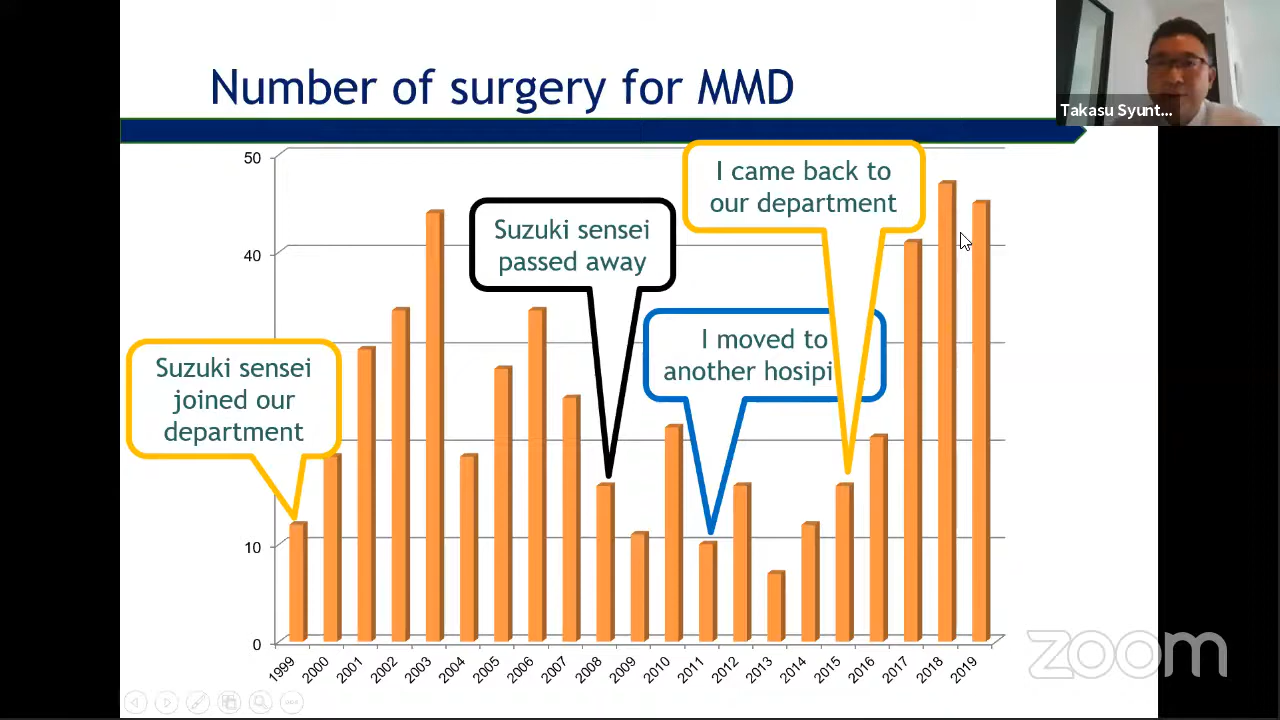 Number of surgery for MMD
Takasu Syunt...
50
40
10
0
Suzuki sensei
joined our
department
Suzuki sensei
passed away
I moved to
another hosipi
I came back to
our department
1999
2000
2001
2002
2003
2004
2005
2006
2007
2008
2009
2010
2011
2012
2013
2014
2015
2016
2017
2018
2019
zoom